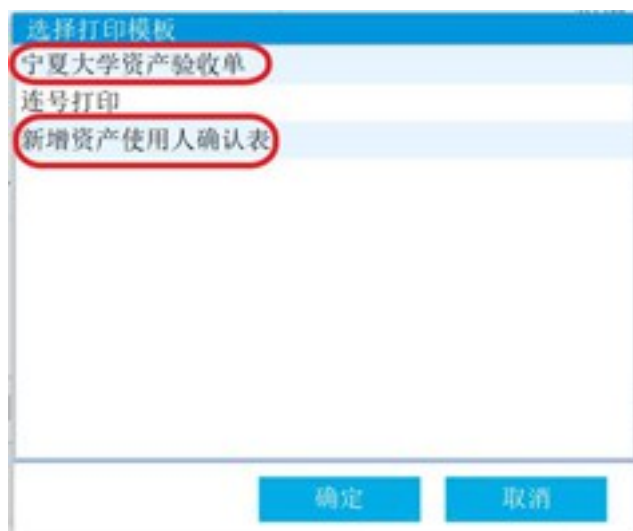 选择打印模板
宁夏大学资产验收单
连号打印
新增资产使用人确认表
确定 取消